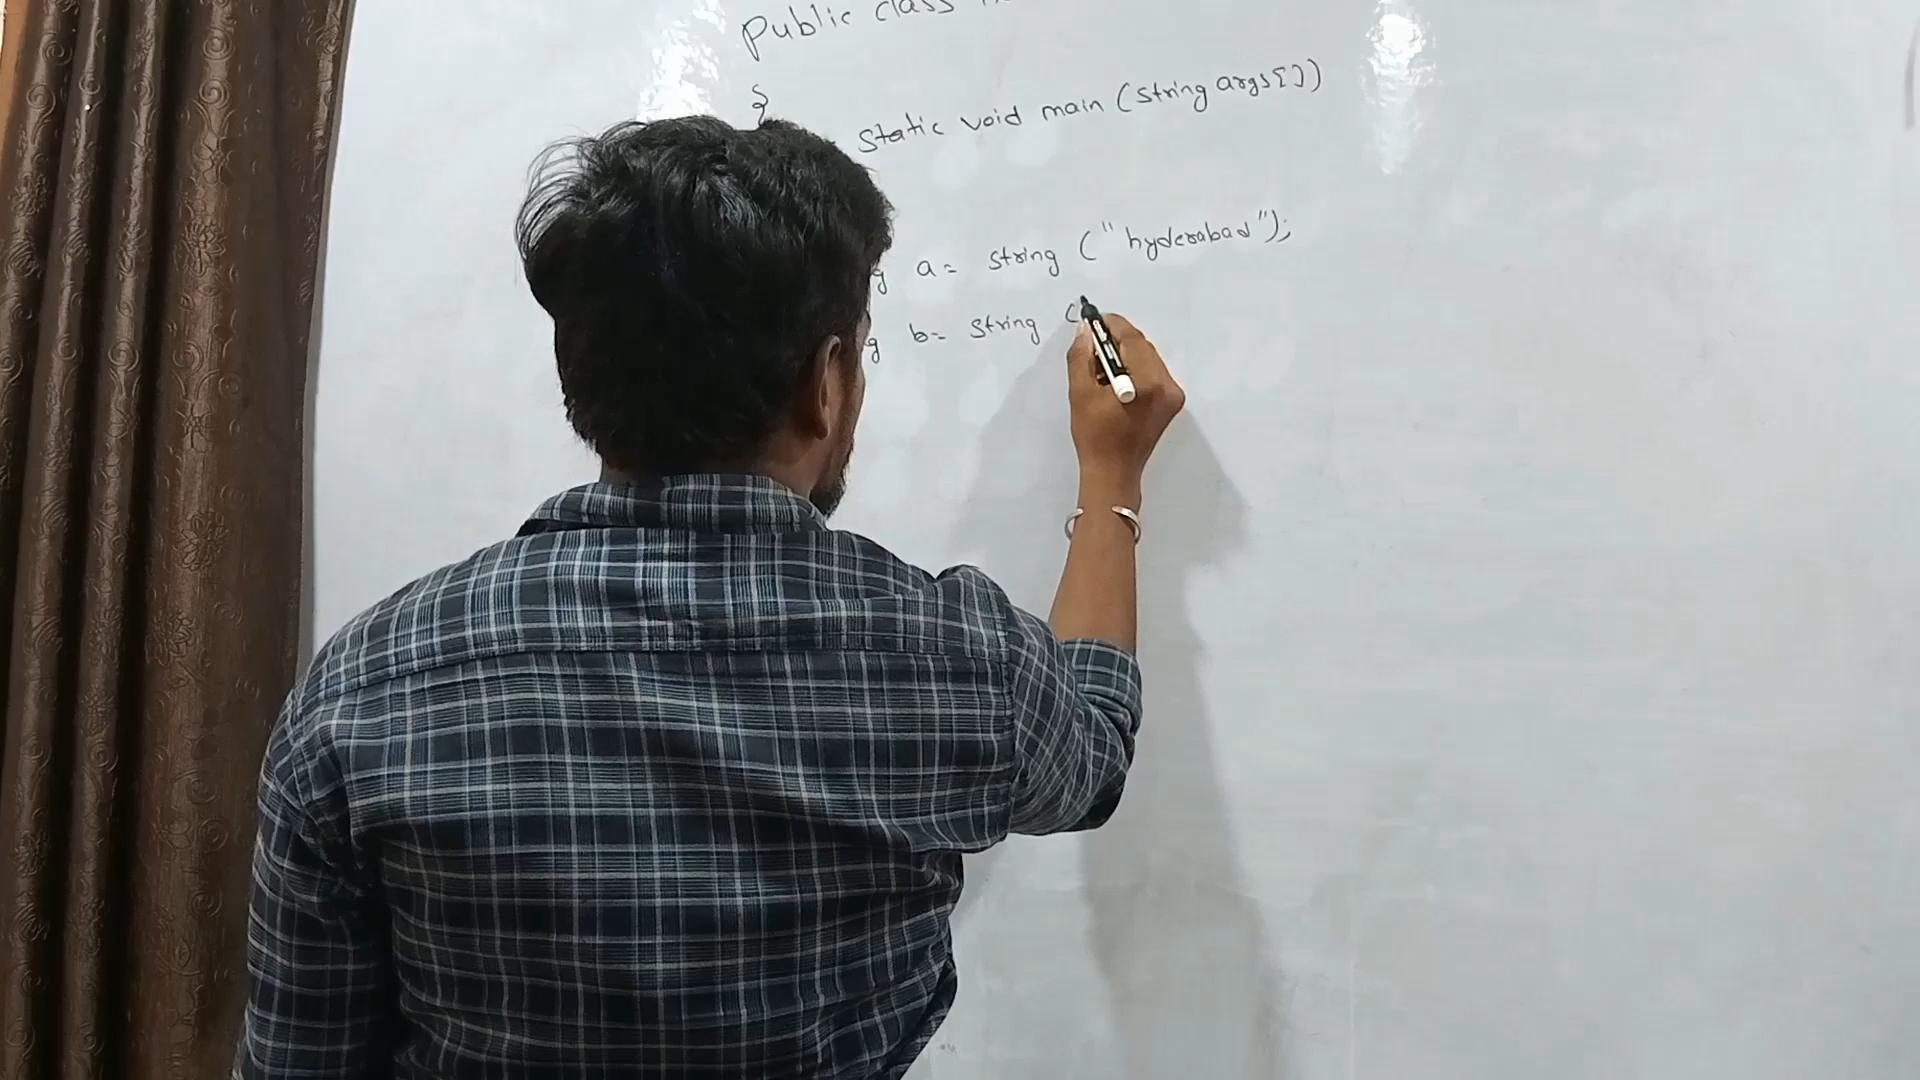 Public class
{
static void main (string args[])
a= string ("hyderabad");
b= string (